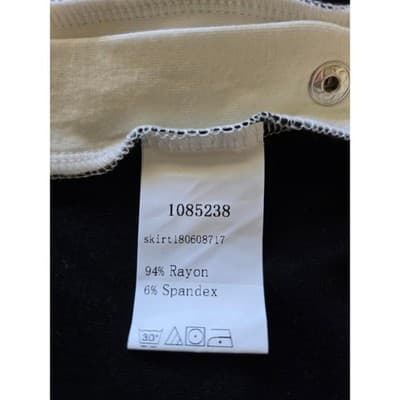 1085238
skirt180608717
94% Rayon
6% Spandex
30°